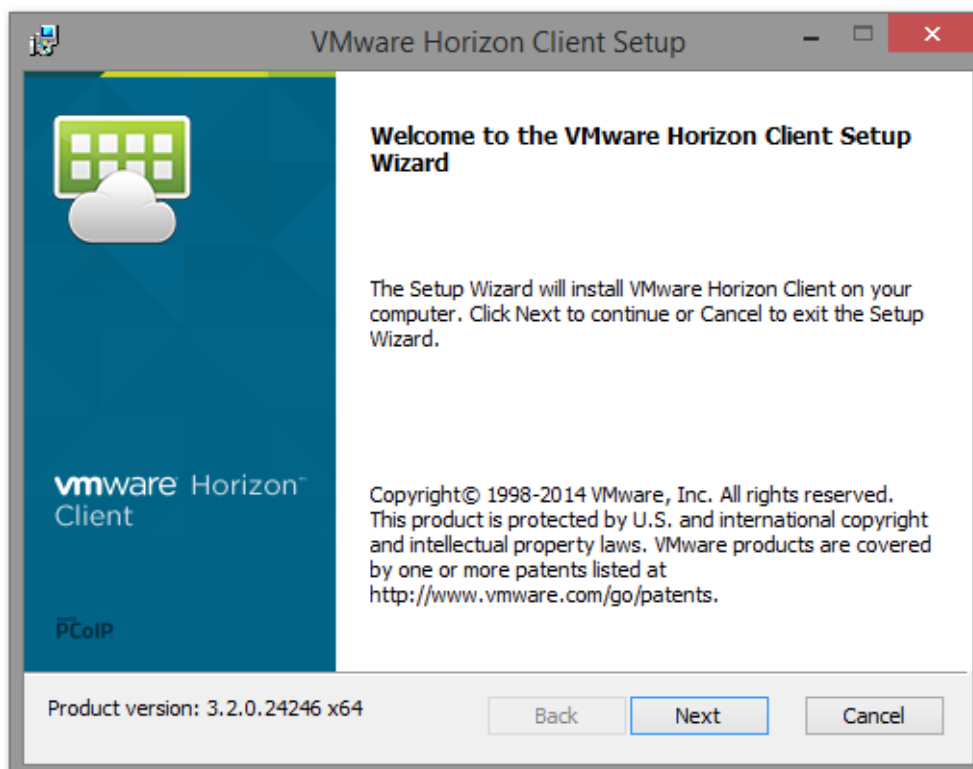 VMware Horizon Client Setup
Welcome to the VMware Horizon Client Setup
Wizard
The Setup Wizard will install VMware Horizon Client on your
computer. Click Next to continue or Cancel to exit the Setup
Wizard.
vmware Horizon™
Client
Copyright© 1998-2014 VMware, Inc. All rights reserved.
This product is protected by U.S. and international copyright
and intellectual property laws. VMware products are covered
by one or more patents listed at
http://www.vmware.com/go/patents.
PCoIP
Product version: 3.2.0.24246 x64
Back
Next
Cancel